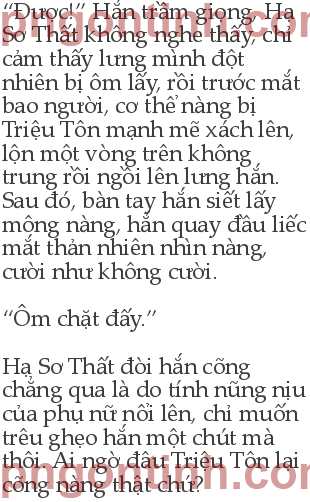 “Được!” Hắn trầm giọng. Hạ
Sơ Thất không nghe thấy, chỉ
cảm thấy lưng mình đột
nhiên bị ôm lấy, rồi trước mắt
bao người, cơ thể nàng bị
Triệu Tôn mạnh mẽ xách lên,
lộn một vòng trên không
trung rồi ngồi lên lưng hắn.
Sau đó, bàn tay hắn siết lấy
mông nàng, hắn quay đầu liếc
mắt thản nhiên nhìn nàng,
cười như không cười.
“Ôm chặt đấy.”
Hạ Sơ Thất đòi hắn cõng
chẳng qua là do tính nũng nịu
của phụ nữ nổi lên, chỉ muốn
trêu ghẹo hắn một chút mà
thôi. Ai ngờ đâu Triệu Tôn lại
cõng nàng thật chứ?